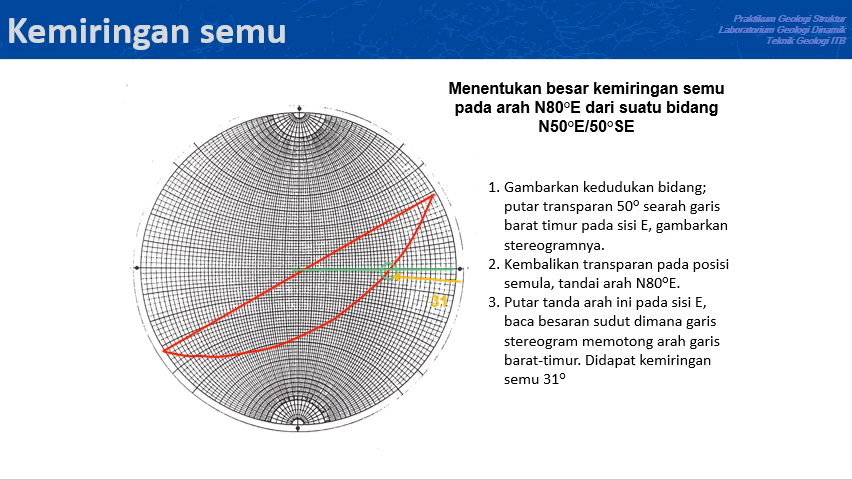 Kemiringan semu
Praktikum Geologi Struktur
Laboratorium Geologi Dinamik
Teknik Geologi ITB
Menentukan besar kemiringan semu
pada arah N80°E dari suatu bidang
N50°E/50°SE
1. Gambarkan kedudukan bidang;
putar transparan 50° searah garis
barat timur pada sisi E, gambarkan
stereogramnya.
2. Kembalikan transparan pada posisi
semula, tandai arah N80°E.
3. Putar tanda arah ini pada sisi E,
baca besaran sudut dimana garis
stereogram memotong arah garis
barat-timur. Didapat kemiringan
semu 31°
31